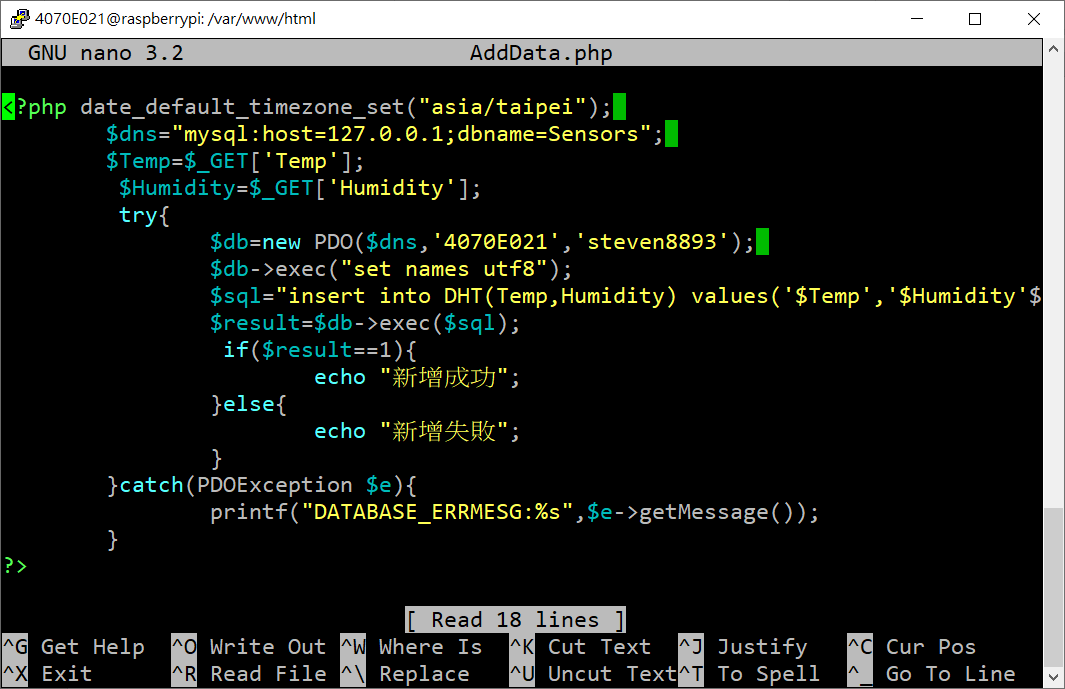 4070E021@raspberrypi: /var/www/html
GNU nano 3.2 AddData.php
<?php date_default_timezone_set("asia/taipei");
$dns="mysql:host=127.0.0.1;dbname=Sensors";
$Temp=$_GET['Temp'];
$Humidity=$_GET['Humidity'];
try{
$db=new PDO($dns,'4070E021','steven8893');
$db->exec("set names utf8");
$sql="insert into DHT(Temp,Humidity) values('$Temp','$Humidity'$
$result=$db->exec($sql);
if($result==1){
echo "新增成功";
}else{
echo "新增失敗";
}
}catch(PDOException $e){
printf("DATABASE_ERRMESG:%s",$e->getMessage());
}
?>
[ Read 18 lines ]
^G Get Help ^O Write Out ^W Where Is ^K Cut Text ^J Justify ^C Cur Pos
^X Exit ^R Read File ^\ Replace ^U Uncut Text ^T To Spell ^_ Go To Line